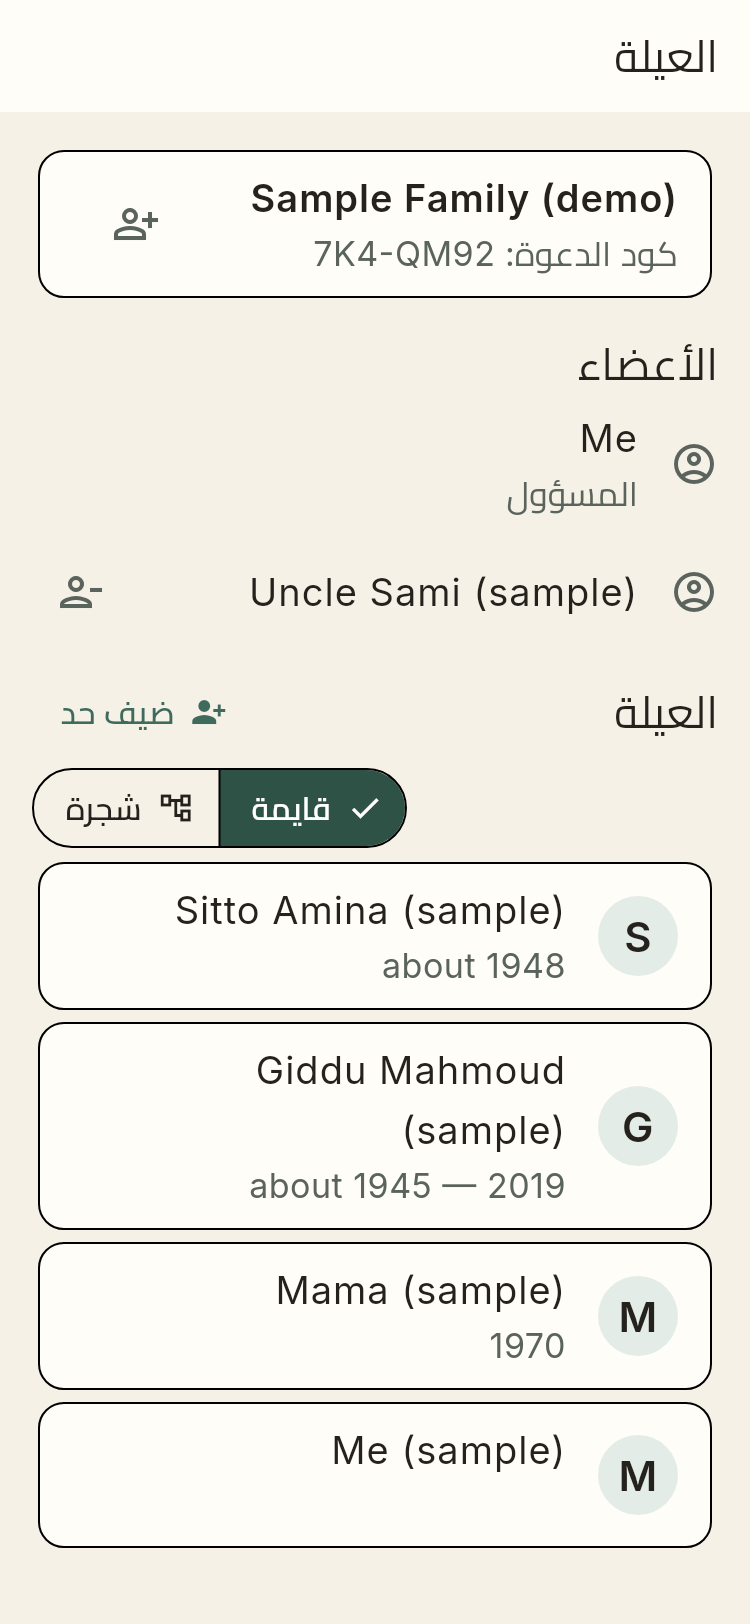 العيلة
Sample Family (demo)
كود الدعوة: 7K4-QM92
الأعضاء
Me
المسؤول
Uncle Sami (sample)
العيلة
ضيف حد
قايمة
شجرة
S
Sitto Amina (sample)
about 1948
G
Giddu Mahmoud
(sample)
about 1945 — 2019
M
Mama (sample)
1970
M
Me (sample)